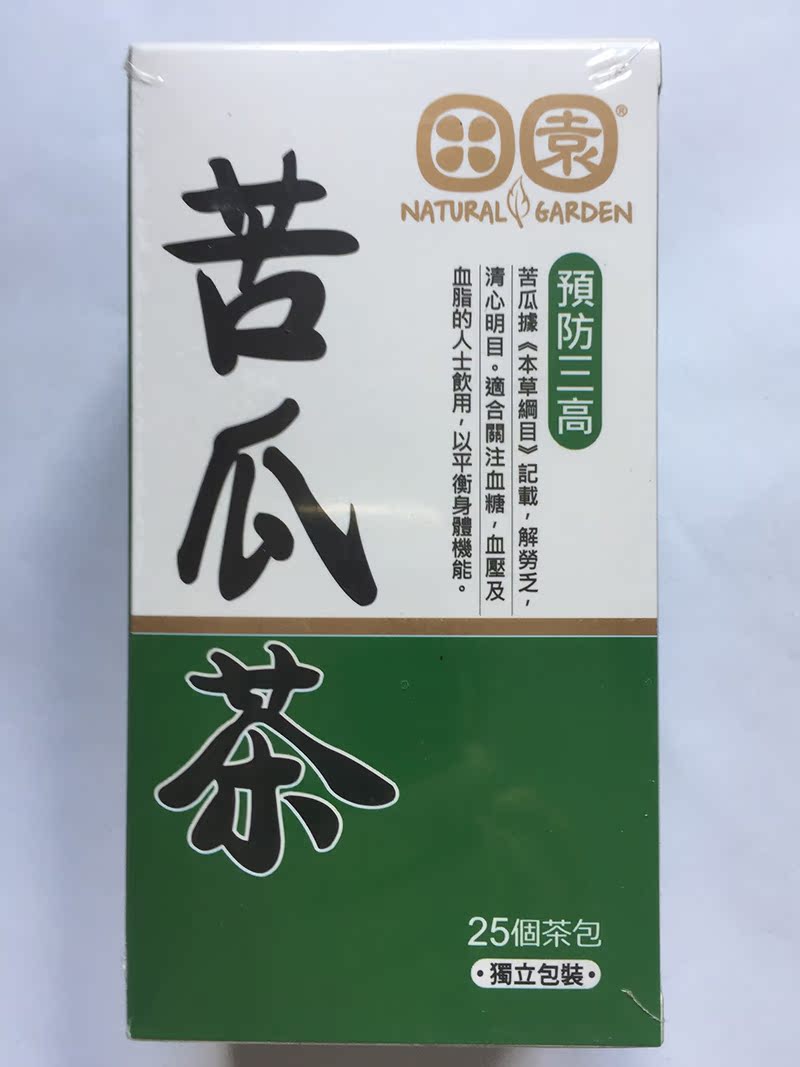 田園®
NATURAL GARDEN
預防三高
苦瓜據《本草綱目》記載，解勞乏，
清心明目。適合關注血糖，血壓及
血脂的人士飲用，以平衡身體機能。
苦瓜茶
25個茶包
•獨立包裝•